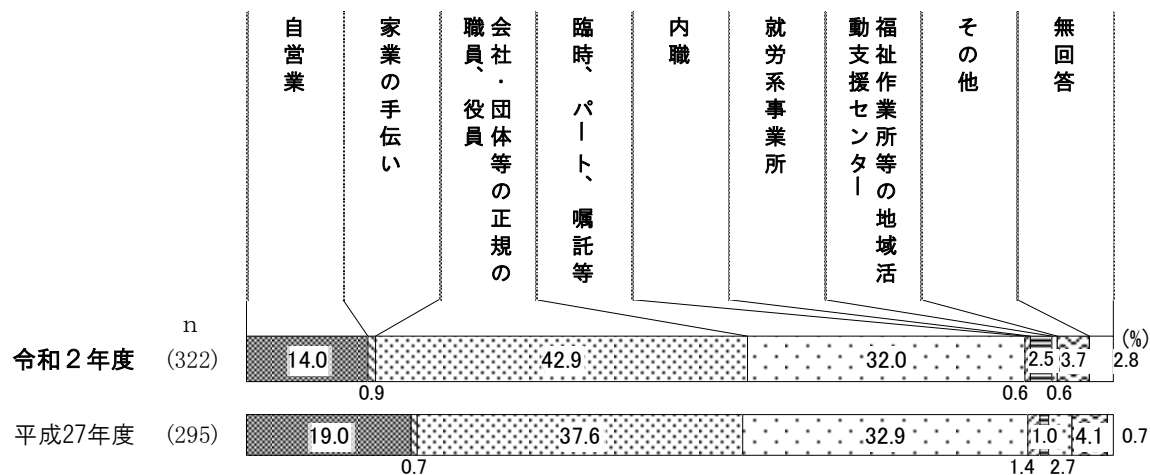 自営業
家業の手伝い
会社・団体等の正規の
職員、役員
臨時、パート、嘱託等
内職
就労系事業所
福祉作業所等の地域活
動支援センター
その他
無回答
n
(%)
令和２年度 (322) 14.0 42.9 32.0 2.5 3.7 2.8
0.9 0.6 0.6
平成27年度 (295) 19.0 37.6 32.9 1.0 4.1 0.7
0.7 1.4 2.7